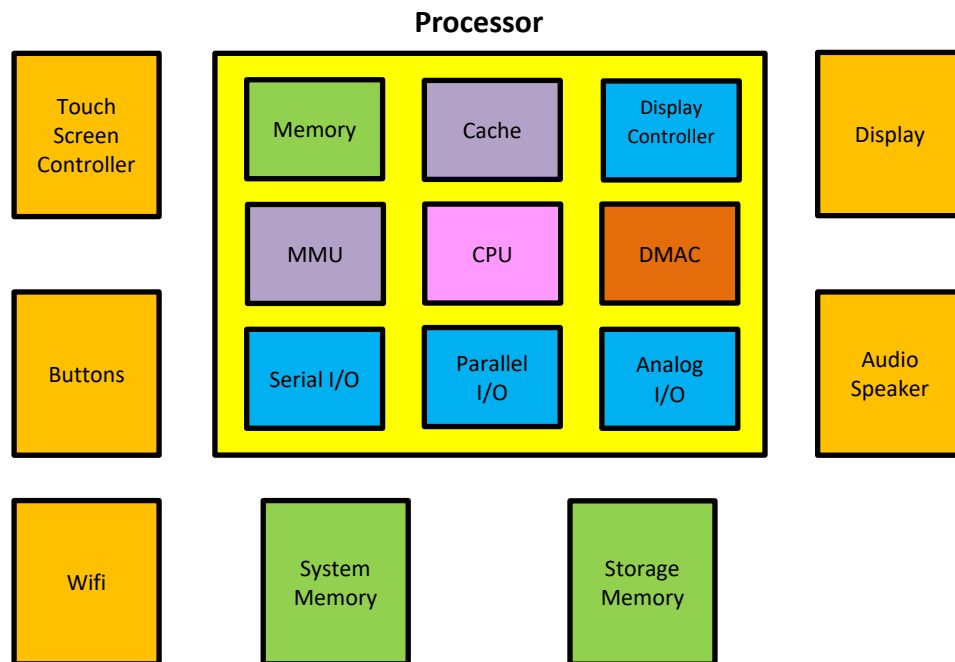 Processor
Touch
Screen
Controller
Memory
Cache
Display
Controller
Display
MMU
CPU
DMAC
Buttons
Serial I/O
Parallel
I/O
Analog
I/O
Audio
Speaker
Wifi
System
Memory
Storage
Memory